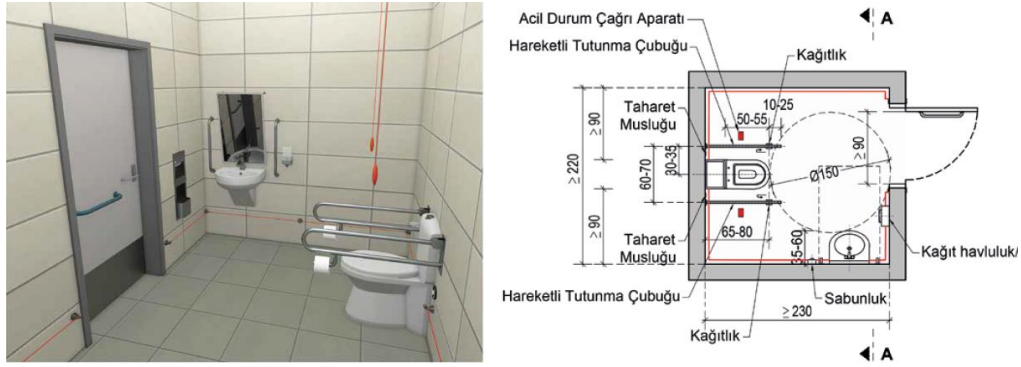 Acil Durum Çağrı Aparatı
Hareketli Tutunma Çubuğu
Kağıtlık
A
Taharet
Musluğu
10-25
50-55
≥ 90
≥ 220
60-70
30-35
≥ 90
Ø150
≥ 90
65-80
35-60
Taharet
Musluğu
Kağıt havluluk/
Hareketli Tutunma Çubuğu
Sabunluk
≥ 230
Kağıtlık
A